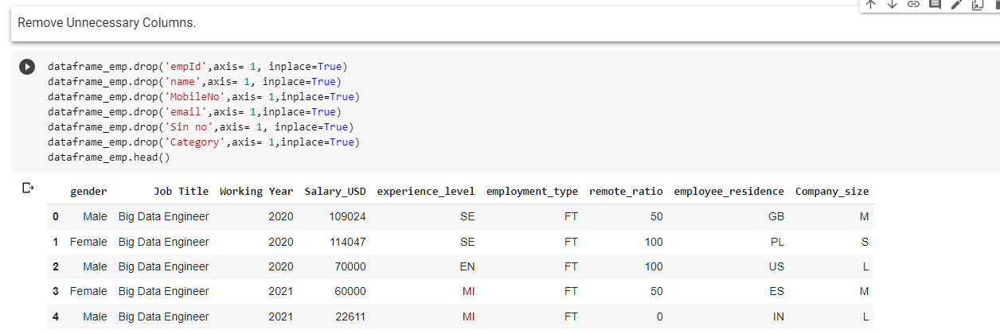 Remove Unnecessary Columns.
dataframe_emp.drop('empId',axis= 1, inplace=True)
dataframe_emp.drop('name',axis= 1, inplace=True)
dataframe_emp.drop('MobileNo',axis= 1,inplace=True)
dataframe_emp.drop('email',axis= 1,inplace=True)
dataframe_emp.drop('Sin no',axis= 1, inplace=True)
dataframe_emp.drop('Category',axis= 1,inplace=True)
dataframe_emp.head()
gender Job Title Working Year Salary_USD experience_level employment_type remote_ratio employee_residence Company_size
0 Male Big Data Engineer 2020 109024 SE FT 50 GB M
1 Female Big Data Engineer 2020 114047 SE FT 100 PL S
2 Male Big Data Engineer 2020 70000 EN FT 100 US L
3 Female Big Data Engineer 2021 60000 MI FT 50 ES M
4 Male Big Data Engineer 2021 22611 MI FT 0 IN L